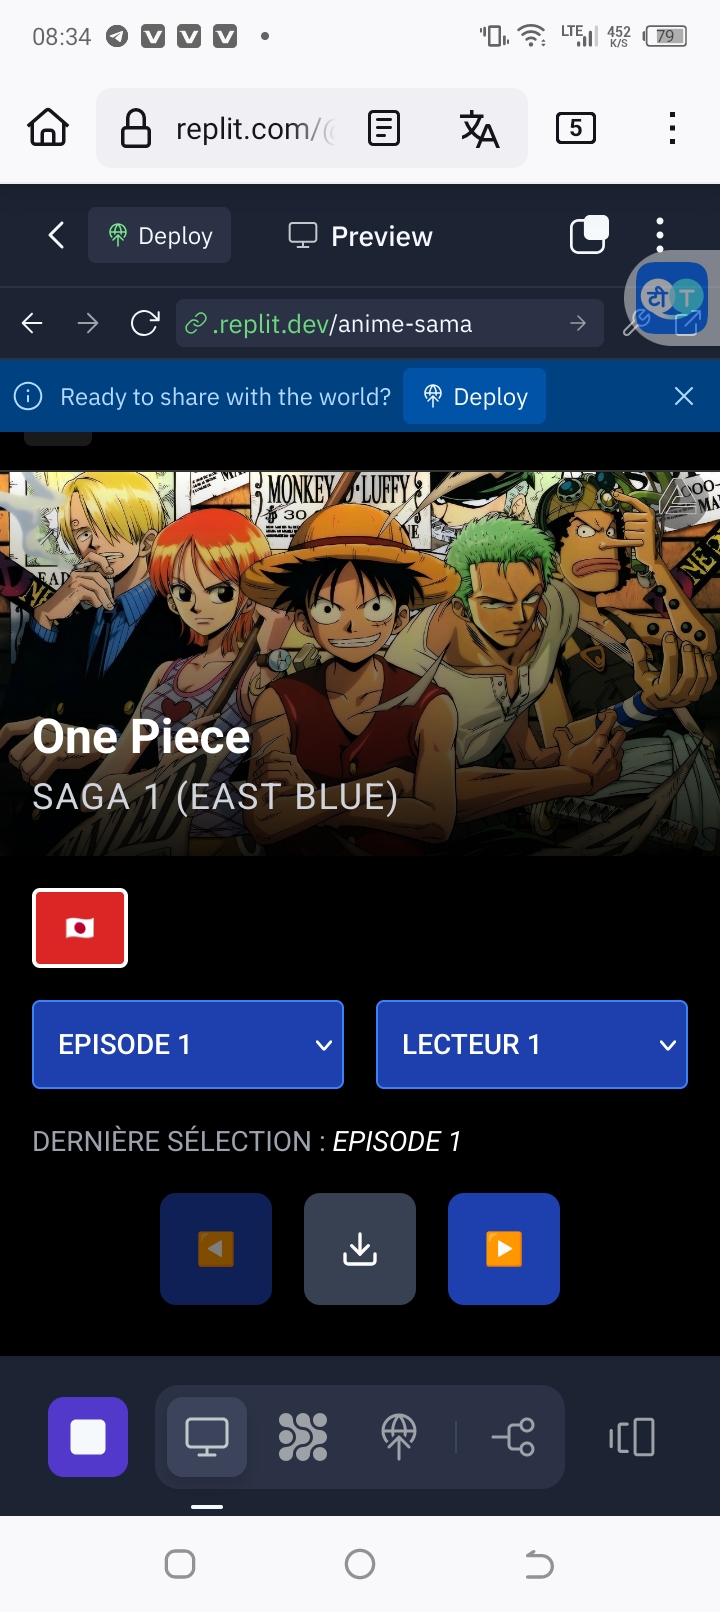 08:34
LTE 452 K/S 79
replit.com/
5
Deploy
Preview
टी T
.replit.dev/anime-sama
Ready to share with the world?
Deploy
MONKEY D. LUFFY
30
One Piece
SAGA 1 (EAST BLUE)
EPISODE 1
LECTEUR 1
DERNIÈRE SÉLECTION : EPISODE 1